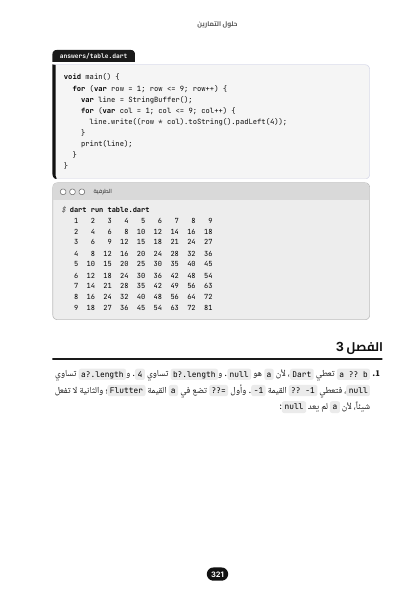 حلول التمارين
answers/table.dart
void main() {
  for (var row = 1; row <= 9; row++) {
    var line = StringBuffer();
    for (var col = 1; col <= 9; col++) {
      line.write((row * col).toString().padLeft(4));
    }
    print(line);
  }
}
الطرفية
$ dart run table.dart
   1   2   3   4   5   6   7   8   9
   2   4   6   8  10  12  14  16  18
   3   6   9  12  15  18  21  24  27
   4   8  12  16  20  24  28  32  36
   5  10  15  20  25  30  35  40  45
   6  12  18  24  30  36  42  48  54
   7  14  21  28  35  42  49  56  63
   8  16  24  32  40  48  56  64  72
   9  18  27  36  45  54  63  72  81
الفصل 3
1. a ?? b تعطي Dart، لأن a هو null. و b?.length تساوي 4. و a?.length تساوي
null، فتعطي ?? -1 القيمة -1. وأول ??= تضع في a القيمة Flutter؛ والثانية لا تفعل
شيئاً، لأن a لم يعد null:
321